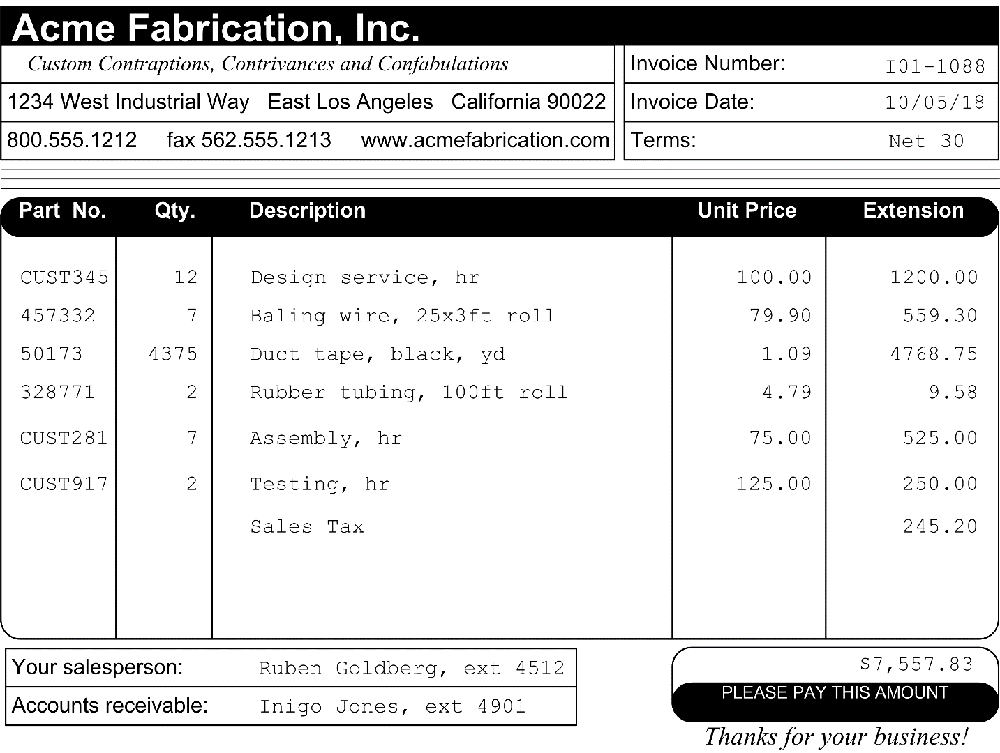 Acme Fabrication, Inc.
Custom Contraptions, Contrivances and Confabulations
1234 West Industrial Way East Los Angeles California 90022
800.555.1212 fax 562.555.1213 www.acmefabrication.com
Invoice Number: I01-1088
Invoice Date: 10/05/18
Terms: Net 30
Part No. Qty. Description Unit Price Extension
CUST345 12 Design service, hr 100.00 1200.00
457332 7 Baling wire, 25x3ft roll 79.90 559.30
50173 4375 Duct tape, black, yd 1.09 4768.75
328771 2 Rubber tubing, 100ft roll 4.79 9.58
CUST281 7 Assembly, hr 75.00 525.00
CUST917 2 Testing, hr 125.00 250.00
Sales Tax 245.20
Your salesperson: Ruben Goldberg, ext 4512
Accounts receivable: Inigo Jones, ext 4901
$7,557.83
PLEASE PAY THIS AMOUNT
Thanks for your business!